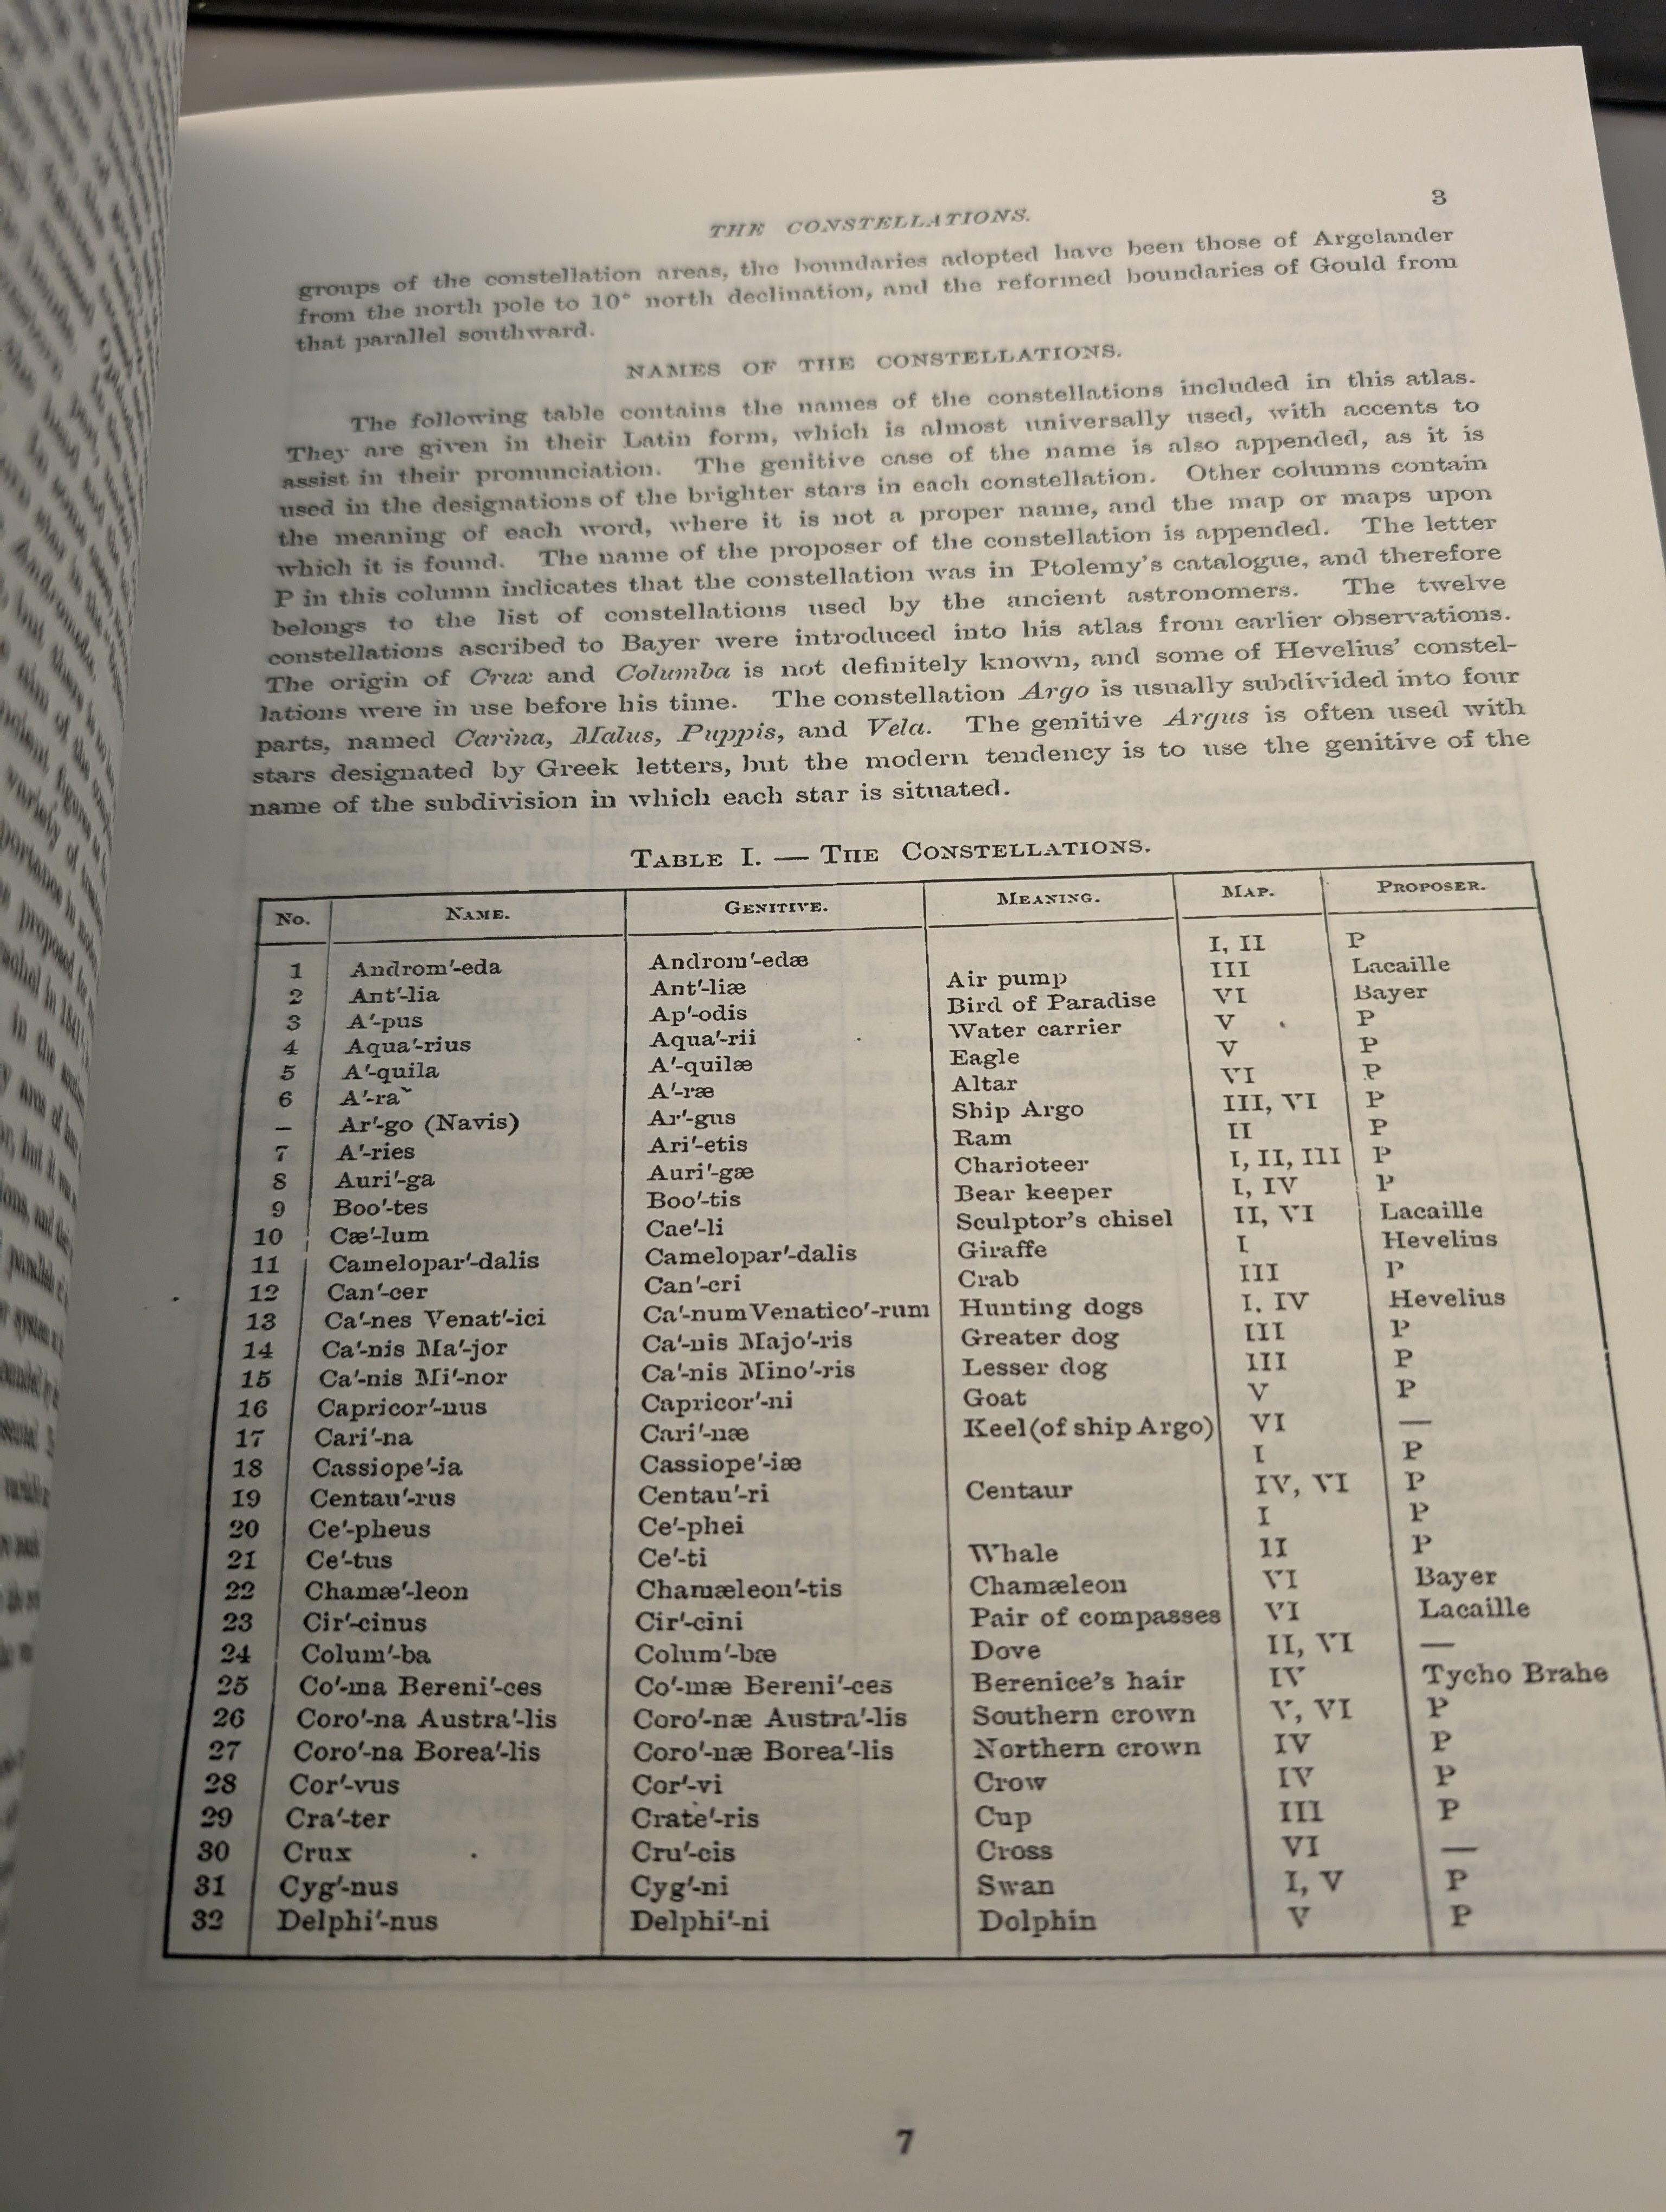 THE CONSTELLATIONS. 3
groups of the constellation areas, the boundaries adopted have been those of Argelander
from the north pole to 10° north declination, and the reformed boundaries of Gould from
that parallel southward.
NAMES OF THE CONSTELLATIONS.
The following table contains the names of the constellations included in this atlas.
They are given in their Latin form, which is almost universally used, with accents to
assist in their pronunciation. The genitive case of the name is also appended, as it is
used in the designations of the brighter stars in each constellation. Other columns contain
the meaning of each word, where it is not a proper name, and the map or maps upon
which it is found. The name of the proposer of the constellation is appended. The letter
P in this column indicates that the constellation was in Ptolemy's catalogue, and therefore
belongs to the list of constellations used by the ancient astronomers. The twelve
constellations ascribed to Bayer were introduced into his atlas from earlier observations.
The origin of Crux and Columba is not definitely known, and some of Hevelius' constel-
lations were in use before his time. The constellation Argo is usually subdivided into four
parts, named Carina, Malus, Puppis, and Vela. The genitive Argus is often used with
stars designated by Greek letters, but the modern tendency is to use the genitive of the
name of the subdivision in which each star is situated.
TABLE I. — THE CONSTELLATIONS.
No. NAME. GENITIVE. MEANING. MAP. PROPOSER.
1 Androm'-eda Androm'-edæ I, II P
2 Ant'-lia Ant'-liæ Air pump III Lacaille
3 A'-pus Ap'-odis Bird of Paradise VI Bayer
4 Aqua'-rius Aqua'-rii Water carrier V P
5 A'-quila A'-quilæ Eagle V P
6 A'-ra A'-ræ Altar VI P
— Ar'-go (Navis) Ar'-gus Ship Argo III, VI P
7 A'-ries Ari'-etis Ram II P
8 Auri'-ga Auri'-gæ Charioteer I, II, III P
9 Boo'-tes Boo'-tis Bear keeper I, IV P
10 Cæ'-lum Cae'-li Sculptor's chisel II, VI Lacaille
11 Camelopar'-dalis Camelopar'-dalis Giraffe I Hevelius
12 Can'-cer Can'-cri Crab III P
13 Ca'-nes Venat'-ici Ca'-num Venatico'-rum Hunting dogs I, IV Hevelius
14 Ca'-nis Ma'-jor Ca'-nis Majo'-ris Greater dog III P
15 Ca'-nis Mi'-nor Ca'-nis Mino'-ris Lesser dog III P
16 Capricor'-nus Capricor'-ni Goat V P
17 Cari'-na Cari'-næ Keel (of ship Argo) VI —
18 Cassiope'-ia Cassiope'-iæ I P
19 Centau'-rus Centau'-ri Centaur IV, VI P
20 Ce'-pheus Ce'-phei I P
21 Ce'-tus Ce'-ti Whale II P
22 Chamæ'-leon Chamæleon'-tis Chamæleon VI Bayer
23 Cir'-cinus Cir'-cini Pair of compasses VI Lacaille
24 Colum'-ba Colum'-bæ Dove II, VI —
25 Co'-ma Bereni'-ces Co'-mæ Bereni'-ces Berenice's hair IV Tycho Brahe
26 Coro'-na Austra'-lis Coro'-næ Austra'-lis Southern crown V, VI P
27 Coro'-na Borea'-lis Coro'-næ Borea'-lis Northern crown IV P
28 Cor'-vus Cor'-vi Crow IV P
29 Cra'-ter Crate'-ris Cup III P
30 Crux Cru'-cis Cross VI —
31 Cyg'-nus Cyg'-ni Swan I, V P
32 Delphi'-nus Delphi'-ni Dolphin V P
7